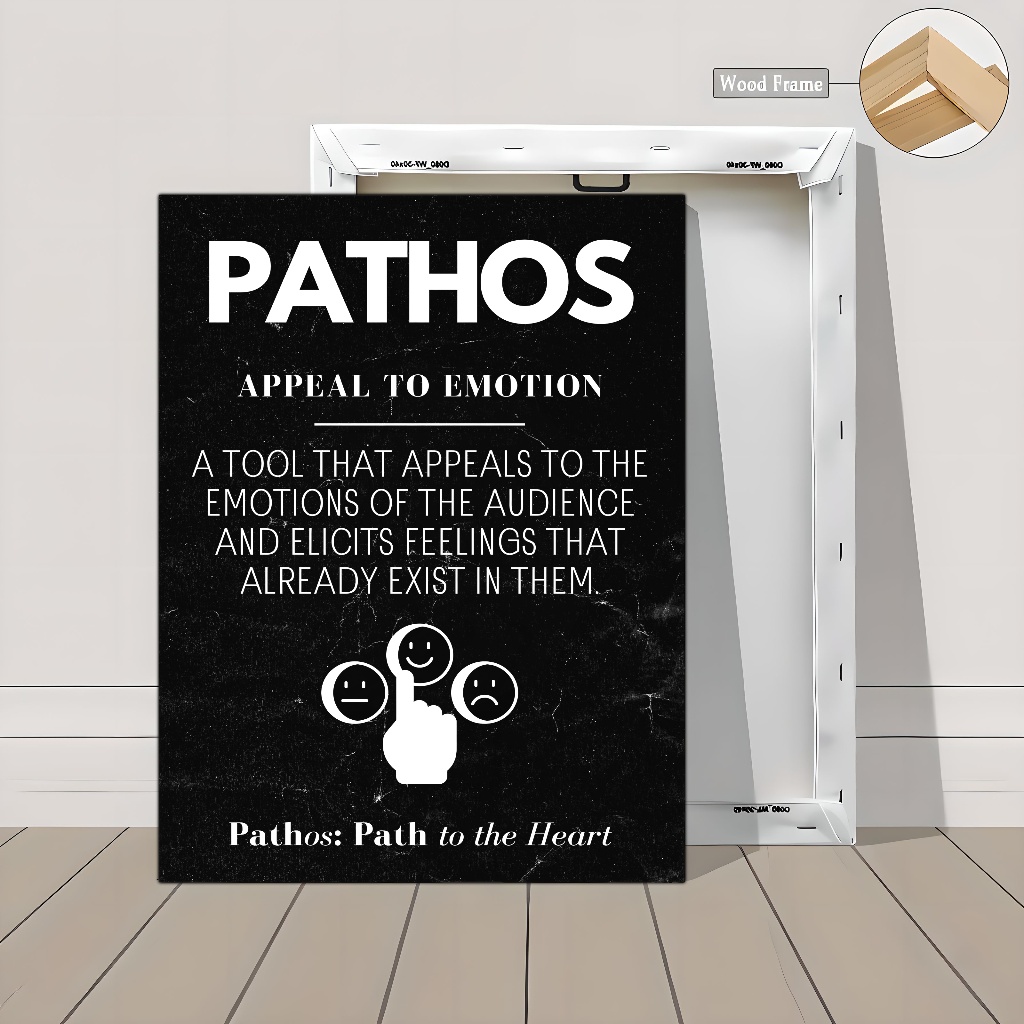 Wood Frame
PATHOS
APPEAL TO EMOTION
A TOOL THAT APPEALS TO THE
EMOTIONS OF THE AUDIENCE
AND ELICITS FEELINGS THAT
ALREADY EXIST IN THEM.
Pathos: Path to the Heart